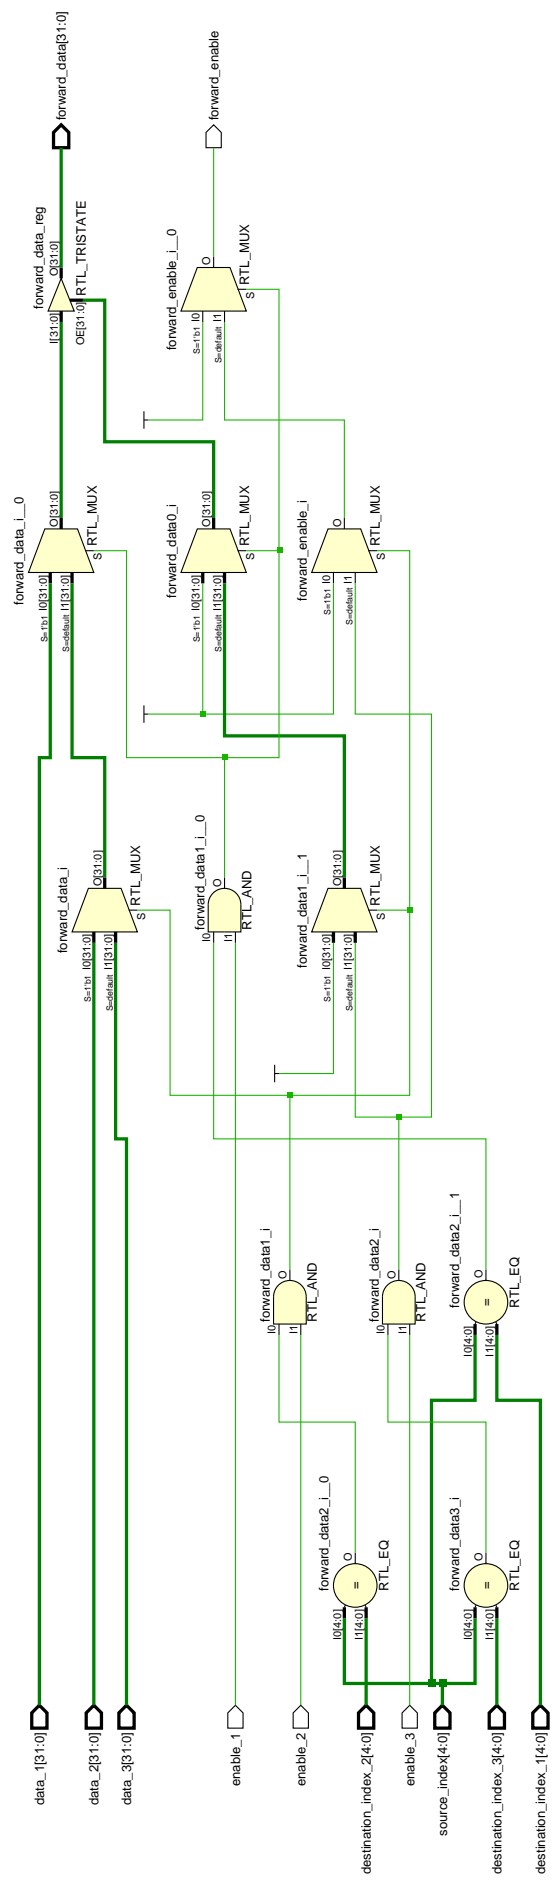 data_1[31:0]
data_2[31:0]
data_3[31:0]
enable_1
enable_2
destination_index_2[4:0]
enable_3
source_index[4:0]
destination_index_3[4:0]
destination_index_1[4:0]
forward_data2_i__0
I0[4:0]
I1[4:0]
=
O
RTL_EQ
forward_data3_i
I0[4:0]
I1[4:0]
=
O
RTL_EQ
forward_data1_i
I0
I1
O
RTL_AND
forward_data2_i
I0
I1
O
RTL_AND
forward_data2_i__1
I0[4:0]
I1[4:0]
=
O
RTL_EQ
forward_data_i
S=1'b1 I0[31:0]
S=default I1[31:0]
O[31:0]
S
RTL_MUX
forward_data1_i__0
I0
I1
O
RTL_AND
forward_data1_i__1
S=1'b1 I0[31:0]
S=default I1[31:0]
O[31:0]
S
RTL_MUX
forward_data_i__0
S=1'b1 I0[31:0]
S=default I1[31:0]
O[31:0]
S
RTL_MUX
forward_data0_i
S=1'b1 I0[31:0]
S=default I1[31:0]
O[31:0]
S
RTL_MUX
forward_enable_i
S=1'b1 I0
S=default I1
O
S
RTL_MUX
forward_data_reg
I[31:0]
OE[31:0]
O[31:0]
RTL_TRISTATE
forward_enable_i__0
S=1'b1 I0
S=default I1
O
S
RTL_MUX
forward_data[31:0]
forward_enable